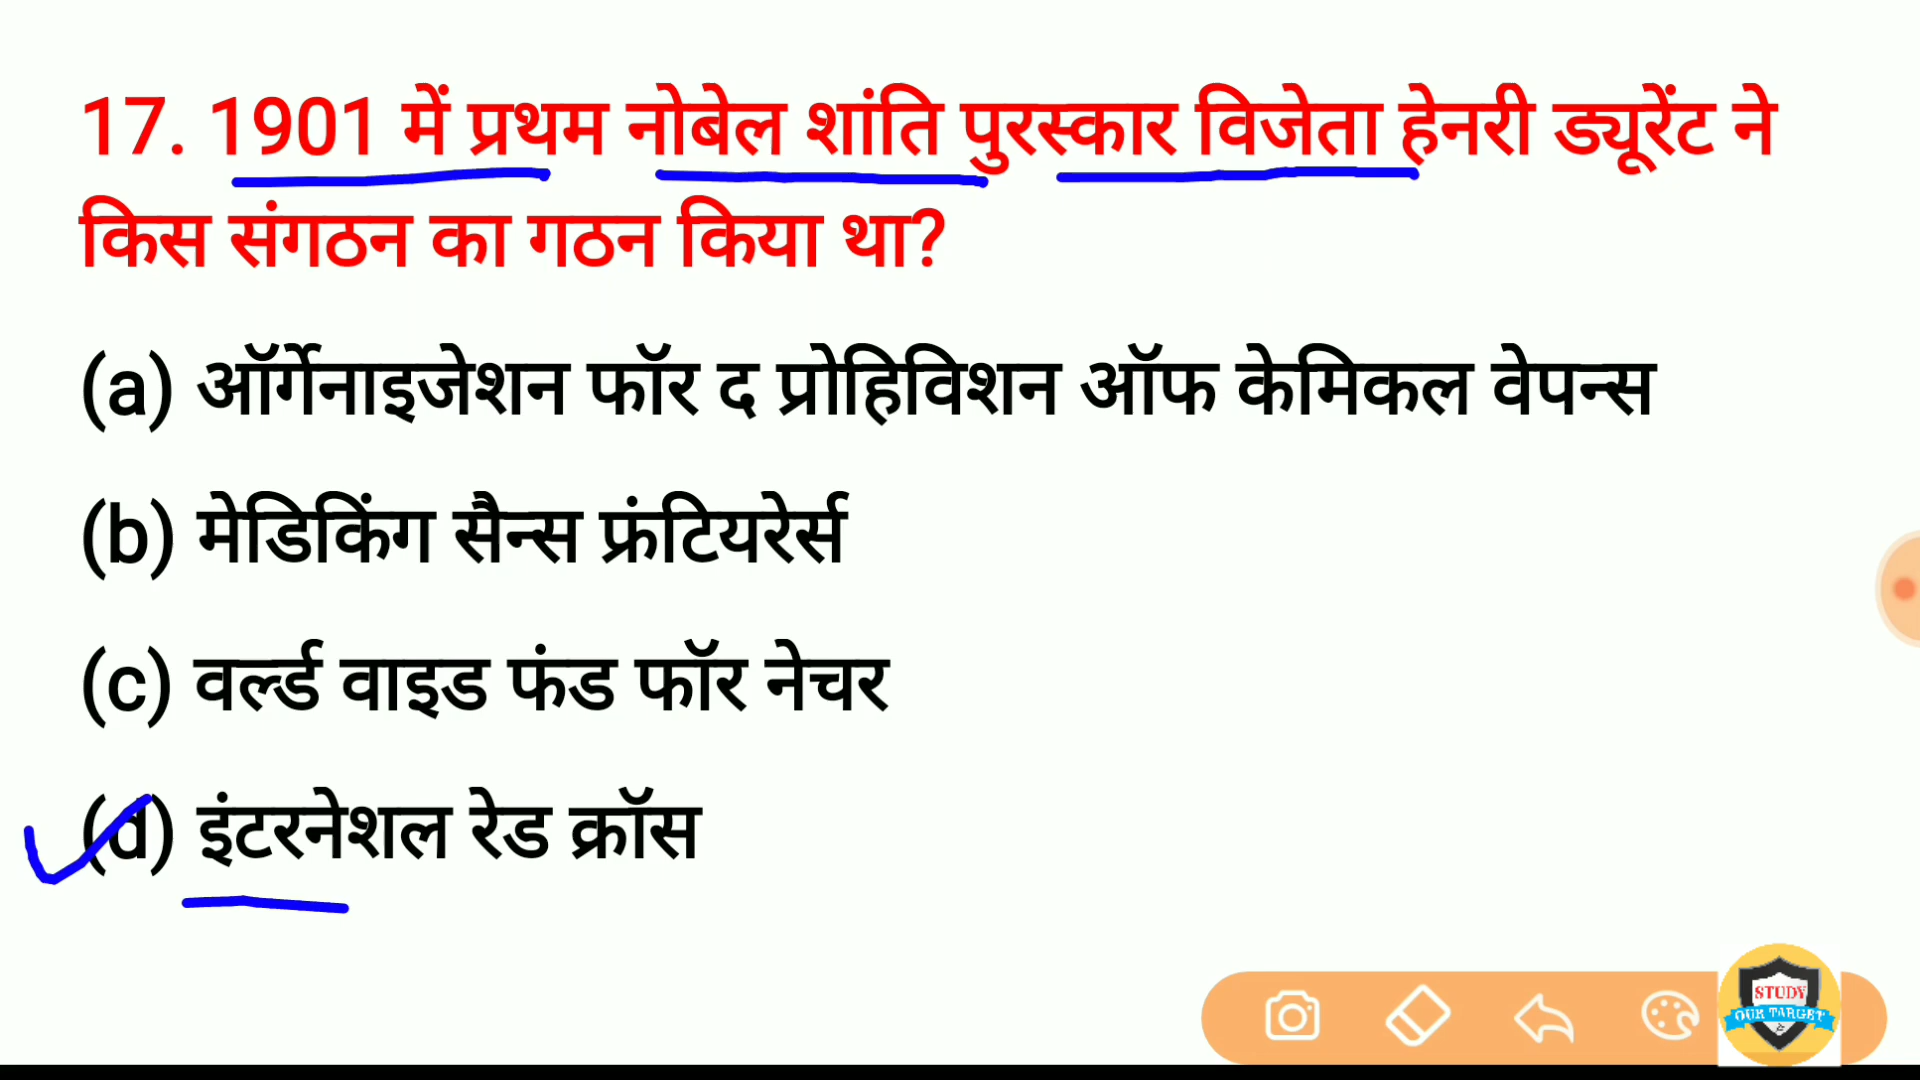 17. 1901 में प्रथम नोबेल शांति पुरस्कार विजेता हेनरी ड्यूरेंट ने
किस संगठन का गठन किया था?
(a) ऑर्गेनाइजेशन फॉर द प्रोहिविशन ऑफ केमिकल वेपन्स
(b) मेडिकिंग सैन्स फ्रंटियरेर्स
(c) वर्ल्ड वाइड फंड फॉर नेचर
(d) इंटरनेशल रेड क्रॉस
STUDY
OUR TARGET